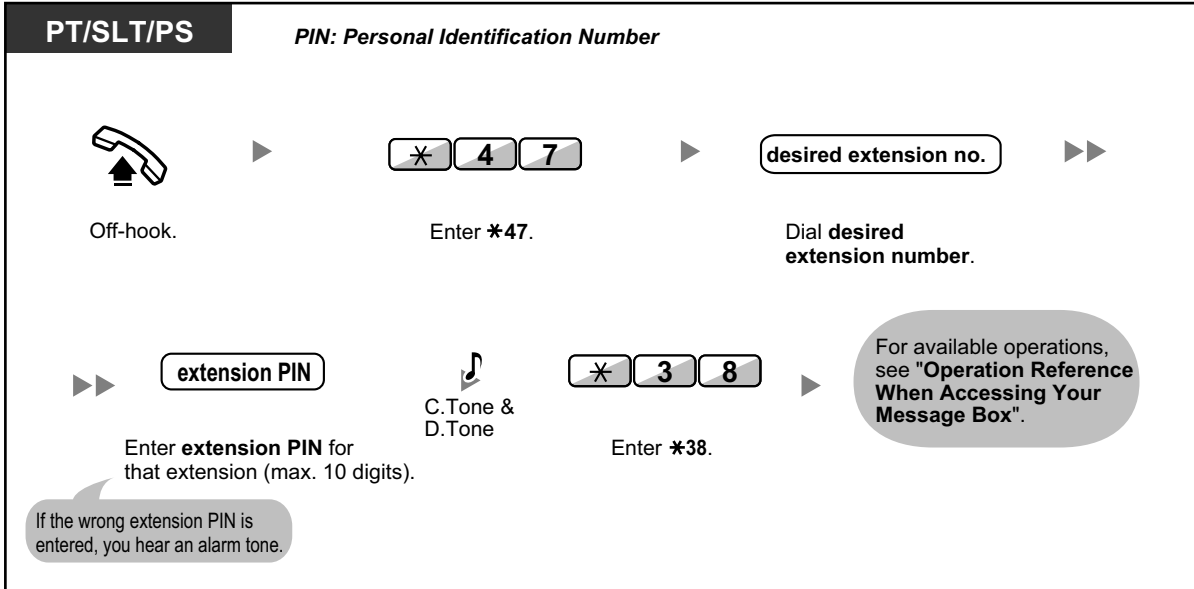 PT/SLT/PS
PIN: Personal Identification Number
* 4 7
desired extension no.
Off-hook.
Enter *47.
Dial desired
extension number.
extension PIN
* 3 8
For available operations,
see "Operation Reference
When Accessing Your
Message Box".
C.Tone &
D.Tone
Enter extension PIN for
that extension (max. 10 digits).
Enter *38.
If the wrong extension PIN is
entered, you hear an alarm tone.